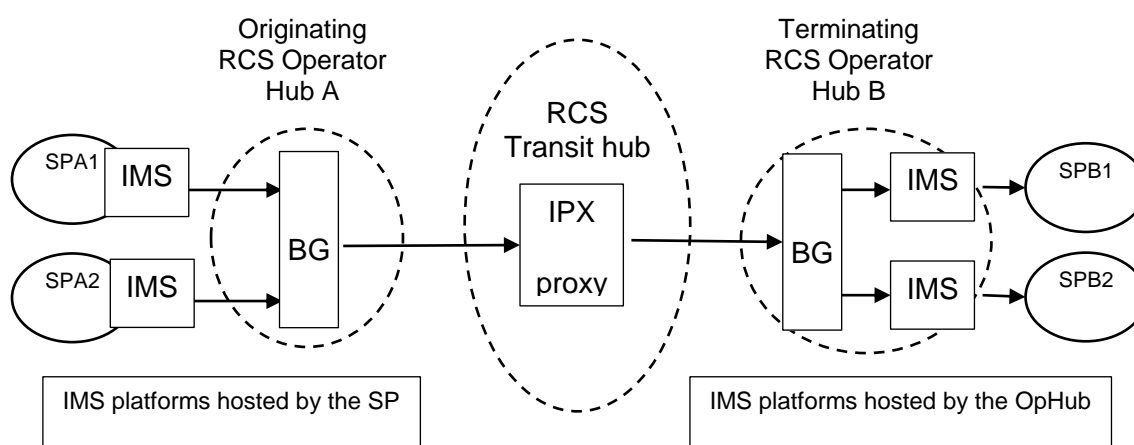 Originating
RCS Operator
Hub A
Terminating
RCS Operator
Hub B
RCS
Transit hub
SPA1
IMS
SPA2
IMS
BG
IPX
proxy
BG
IMS
IMS
SPB1
SPB2
IMS platforms hosted by the SP
IMS platforms hosted by the OpHub